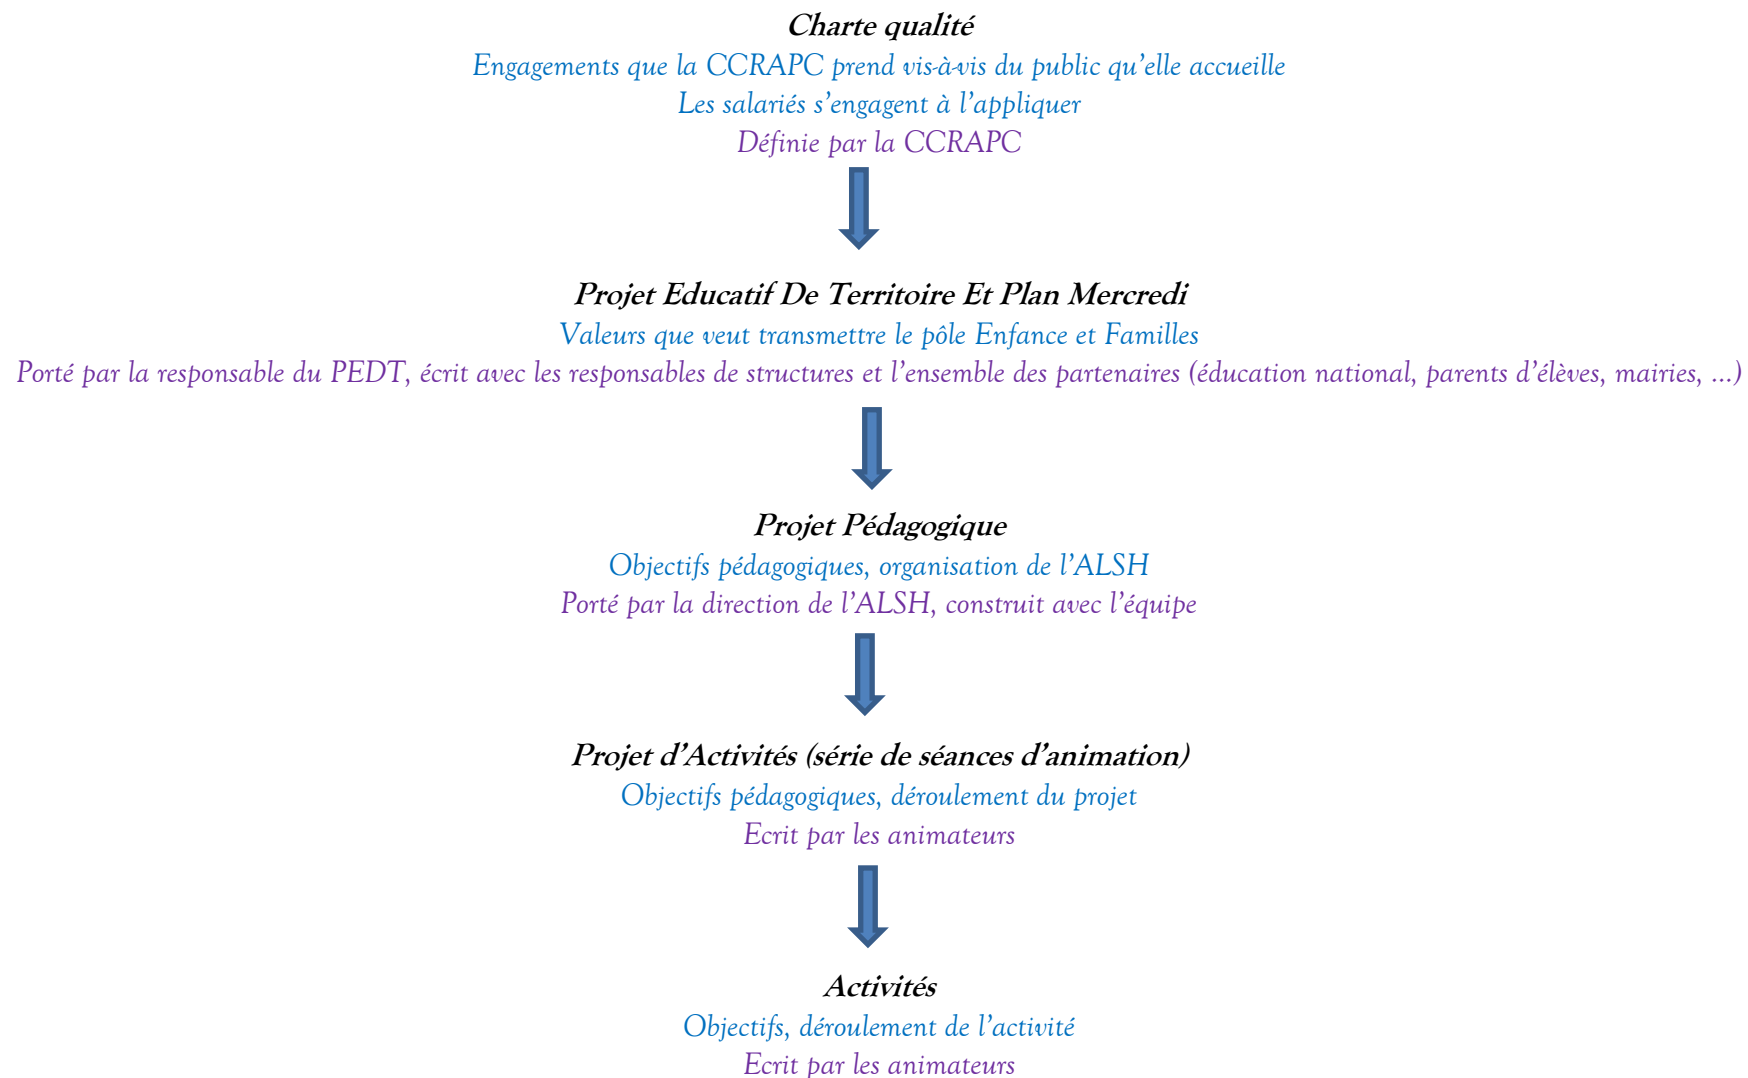 Charte qualité
Engagements que la CCRAPC prend vis-à-vis du public qu’elle accueille
Les salariés s’engagent à l’appliquer
Définie par la CCRAPC
Projet Educatif De Territoire Et Plan Mercredi
Valeurs que veut transmettre le pôle Enfance et Familles
Porté par la responsable du PEDT, écrit avec les responsables de structures et l’ensemble des partenaires (éducation national, parents d’élèves, mairies, …)
Projet Pédagogique
Objectifs pédagogiques, organisation de l’ALSH
Porté par la direction de l’ALSH, construit avec l’équipe
Projet d’Activités (série de séances d’animation)
Objectifs pédagogiques, déroulement du projet
Ecrit par les animateurs
Activités
Objectifs, déroulement de l’activité
Ecrit par les animateurs